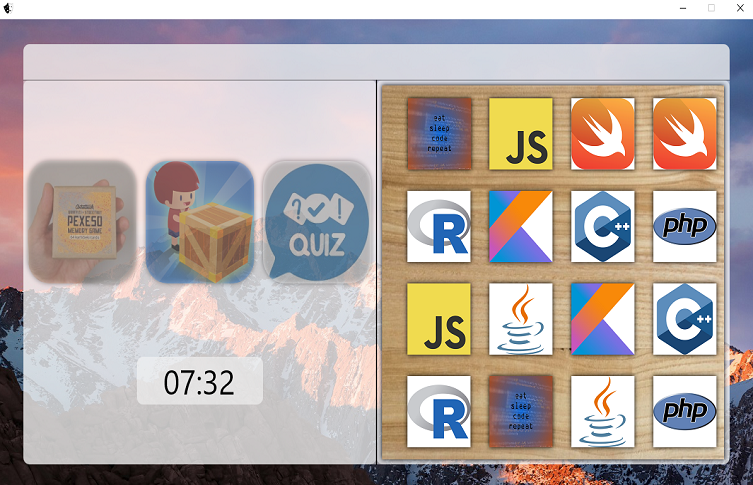 PEXESO
MEMORY GAME
?
!
QUIZ
07:32
eat
sleep
code
repeat
JS
R
C++
php
JS
C++
R
eat
sleep
code
repeat
php